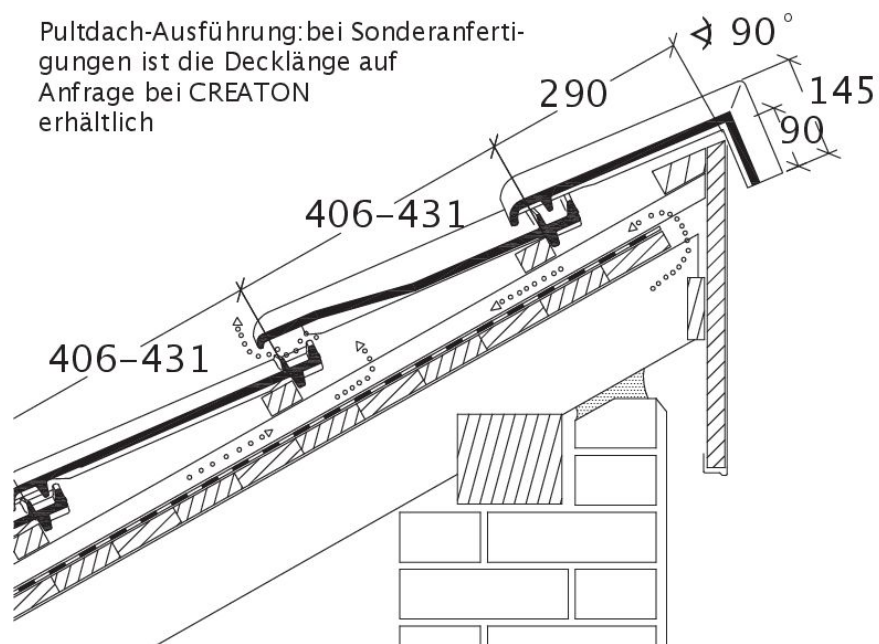 Pultdach-Ausführung:bei Sonderanferti-
gungen ist die Decklänge auf
Anfrage bei CREATON
erhältlich
∢ 90°
290
145
90
406–431
406–431